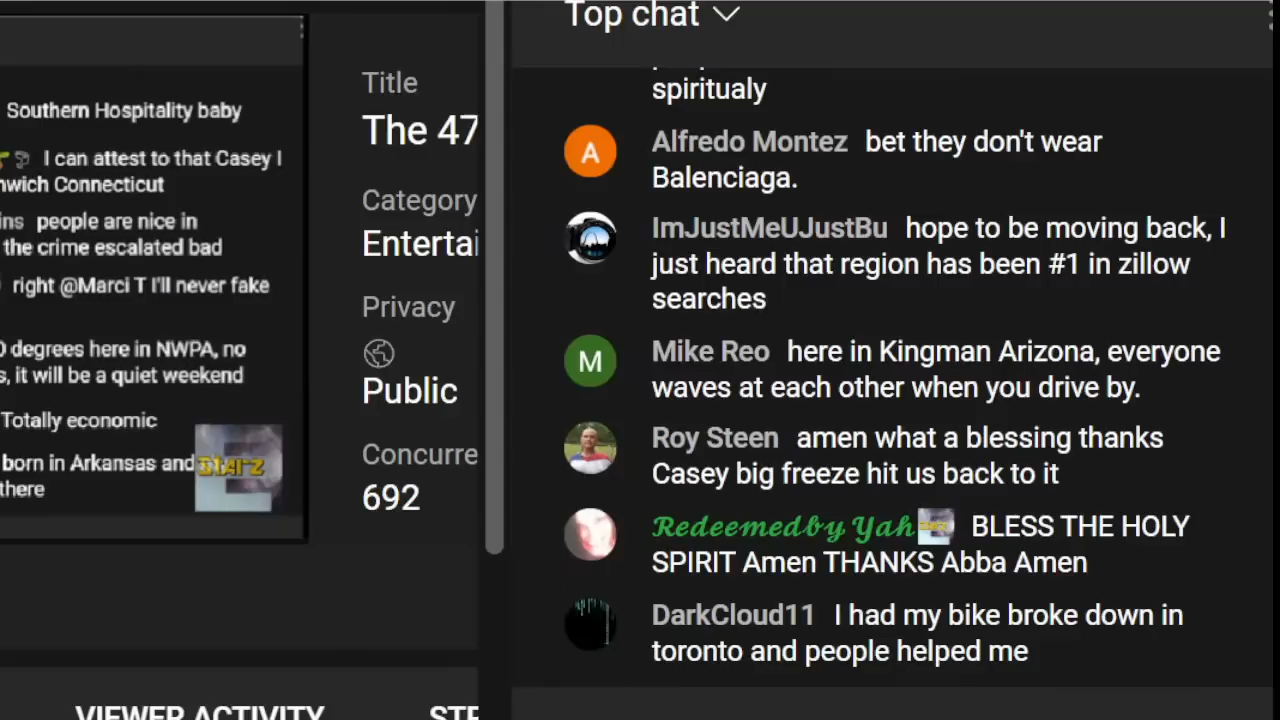 Southern Hospitality baby
I can attest to that Casey I
nwich Connecticut
ins people are nice in
the crime escalated bad
right @Marci T I'll never fake
0 degrees here in NWPA, no
s, it will be a quiet weekend
Totally economic
born in Arkansas and
there
STARZ
Title
The 47
Category
Entertai
Privacy
Public
Concurre
692
VIEWER ACTIVITY
STR
Top chat
spiritualy
A
Alfredo Montez bet they don't wear
Balenciaga.
ImJustMeUJustBu hope to be moving back, I
just heard that region has been #1 in zillow
searches
M
Mike Reo here in Kingman Arizona, everyone
waves at each other when you drive by.
Roy Steen amen what a blessing thanks
Casey big freeze hit us back to it
Redeemedby Yah BLESS THE HOLY
SPIRIT Amen THANKS Abba Amen
DarkCloud11 I had my bike broke down in
toronto and people helped me